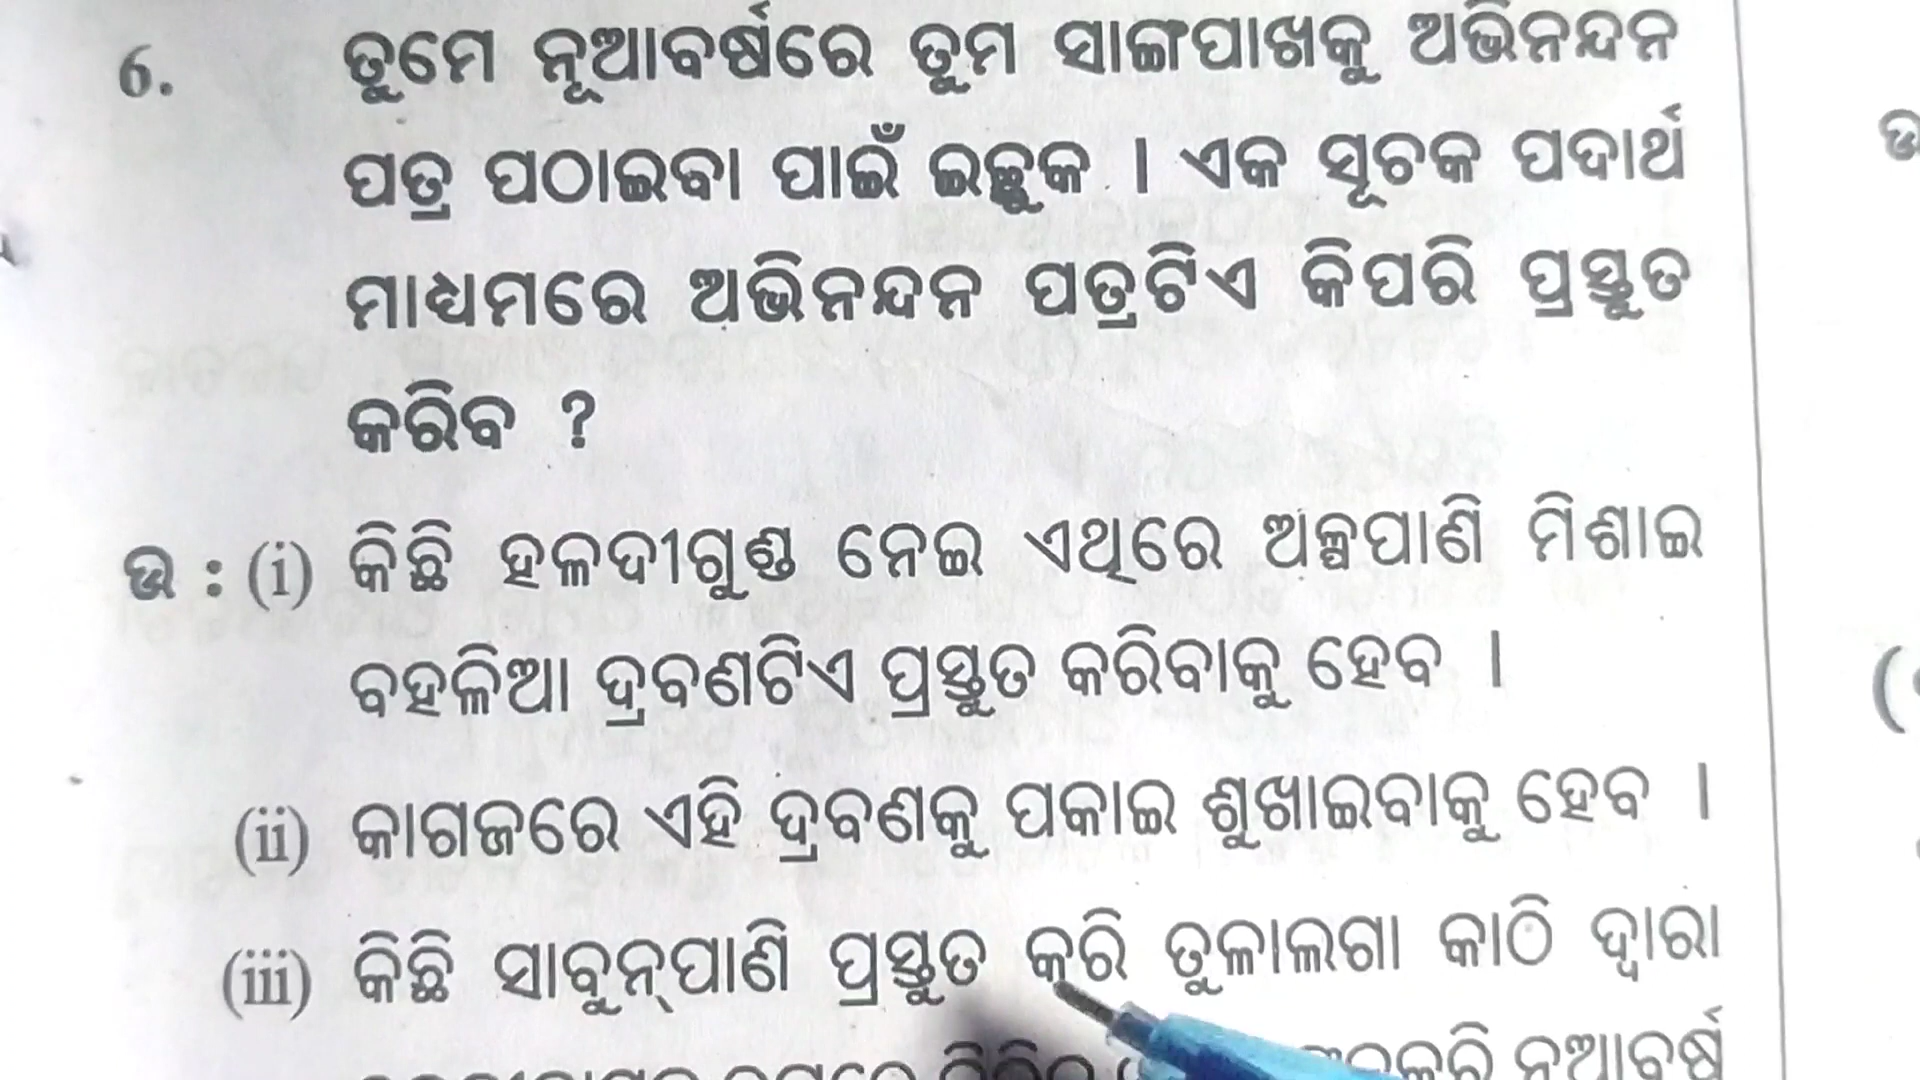 6. ତୁମେ ନୂଆବର୍ଷରେ ତୁମ ସାଙ୍ଗପାଖକୁ ଅଭିନନ୍ଦନ
ପତ୍ର ପଠାଇବା ପାଇଁ ଇଚ୍ଛୁକ । ଏକ ସୂଚକ ପଦାର୍ଥ
ମାଧ୍ୟମରେ ଅଭିନନ୍ଦନ ପତ୍ରଟିଏ କିପରି ପ୍ରସ୍ତୁତ
କରିବ ?
ଉ : (i) କିଛି ହଳଦୀଗୁଣ୍ଡ ନେଇ ଏଥିରେ ଅଳ୍ପପାଣି ମିଶାଇ
ବହଳିଆ ଦ୍ରବଣଟିଏ ପ୍ରସ୍ତୁତ କରିବାକୁ ହେବ ।
(ii) କାଗଜରେ ଏହି ଦ୍ରବଣକୁ ପକାଇ ଶୁଖାଇବାକୁ ହେବ ।
(iii) କିଛି ସାବୁନ୍‌ପାଣି ପ୍ରସ୍ତୁତ କରି ତୁଳାଲଗା କାଠି ଦ୍ୱାରା
ନୂଆବର୍ଷ